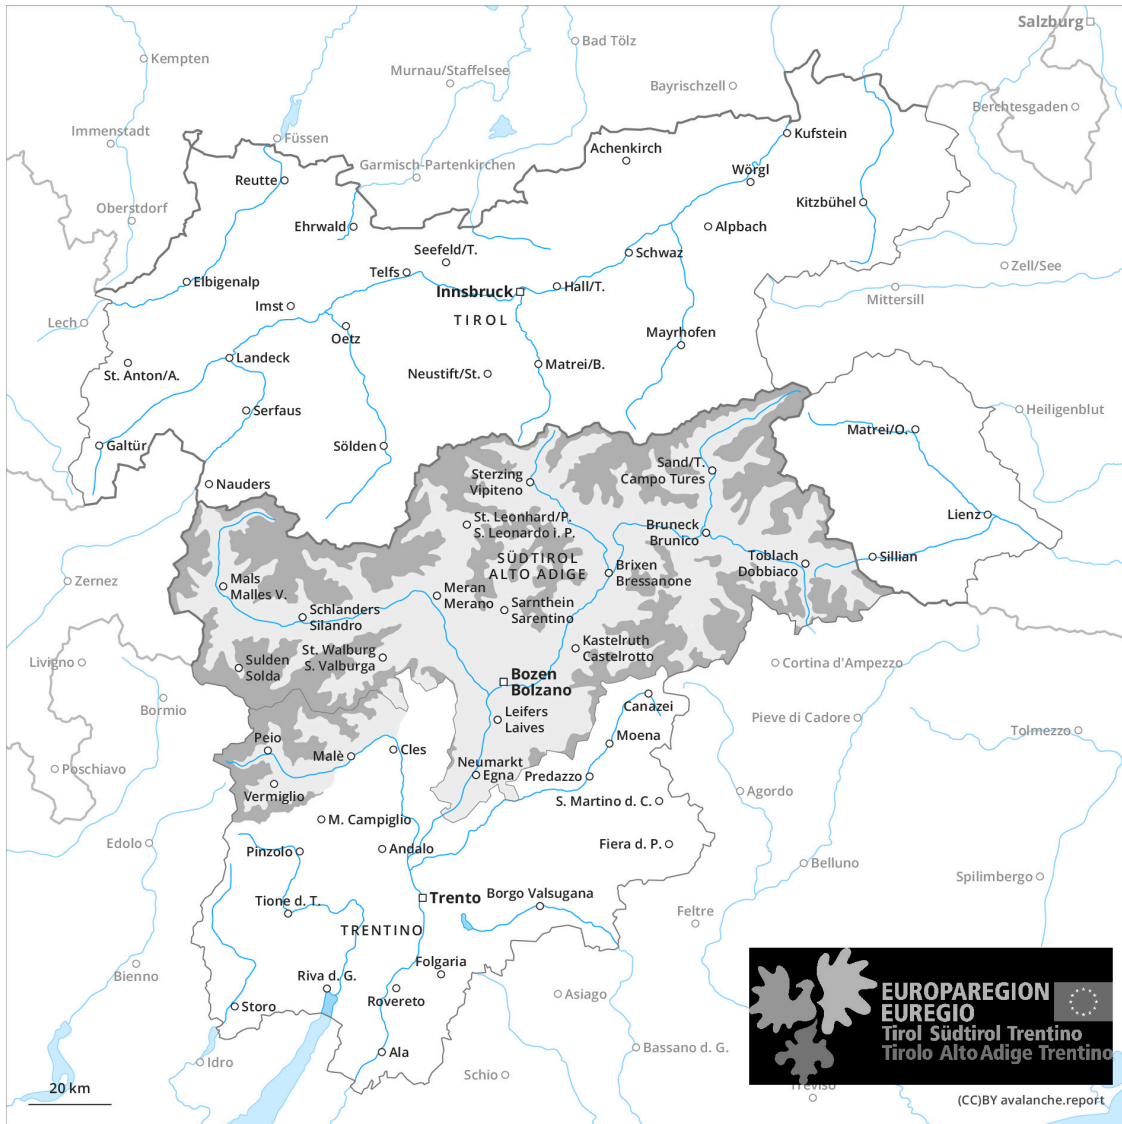 Salzburg
Bad Tölz
Kempten
Murnau/Staffelsee
Bayrischzell
Berchtesgaden
Immenstadt
Füssen
Kufstein
Achenkirch
Garmisch-Partenkirchen
Wörgl
Reutte
Kitzbühel
Oberstdorf
Ehrwald
Alpbach
Seefeld/T.
Schwaz
Zell/See
Telfs
Elbigenalp
Innsbruck
Hall/T.
Mittersill
Imst
TIROL
Lech
Oetz
Mayrhofen
Landeck
Matrei/B.
St. Anton/A.
Neustift/St.
Serfaus
Heiligenblut
Matrei/O.
Galtür
Sölden
Sand/T.
Campo Tures
Sterzing
Vipiteno
Nauders
St. Leonhard/P.
S. Leonardo i. P.
Lienz
Bruneck
Brunico
SÜDTIROL
ALTO ADIGE
Toblach
Dobbiaco
Sillian
Brixen
Bressanone
Zernez
Mals
Malles V.
Meran
Merano
Sarnthein
Sarentino
Schlanders
Silandro
Kastelruth
Castelrotto
St. Walburg
S. Valburga
Livigno
Sulden
Solda
Cortina d'Ampezzo
Bozen
Bolzano
Bormio
Canazei
Leifers
Laives
Pieve di Cadore
Tolmezzo
Peio
Moena
Malè
Cles
Neumarkt
Egna
Poschiavo
Predazzo
Vermiglio
Agordo
S. Martino d. C.
M. Campiglio
Edolo
Pinzolo
Andalo
Fiera d. P.
Belluno
Spilimbergo
Tione d. T.
Trento
Borgo Valsugana
Feltre
TRENTINO
Folgaria
Bienno
Riva d. G.
Rovereto
Asiago
Storo
EUROPAREGION
EUREGIO
Tirol Südtirol Trentino
Tirolo Alto Adige Trentino
Ala
Idro
Bassano d. G.
Schio
Treviso
20 km
(CC)BY avalanche.report